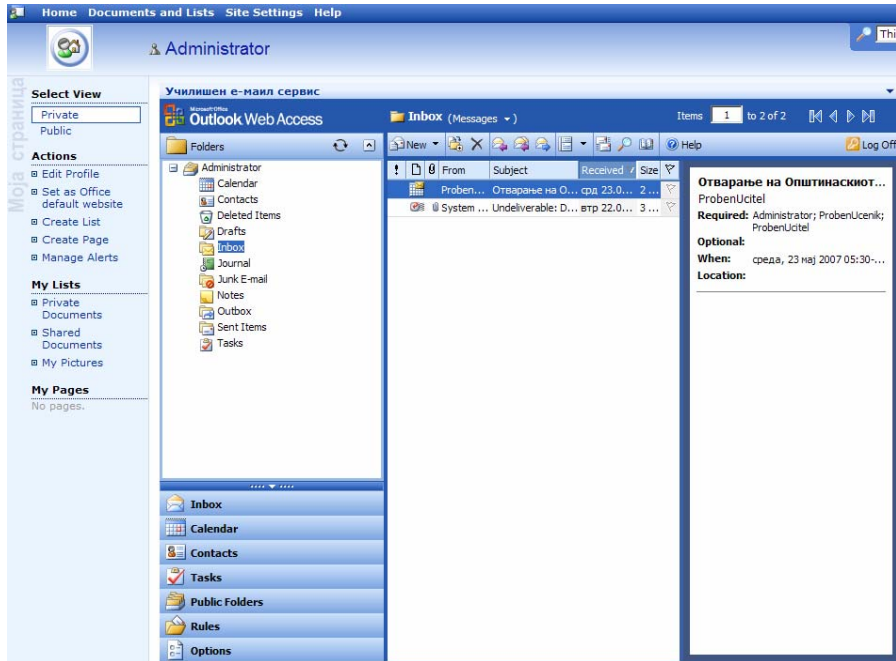 Home Documents and Lists Site Settings Help
Administrator
Thi
Моја страница
Select View
Private
Public
Actions
Edit Profile
Set as Office
default website
Create List
Create Page
Manage Alerts
My Lists
Private
Documents
Shared
Documents
My Pictures
My Pages
No pages.
Училишен е-маил сервис
Microsoft Office
Outlook Web Access
Inbox (Messages)
Items 1 to 2 of 2
Folders
New
Help
Log Off
Administrator
Calendar
Contacts
Deleted Items
Drafts
Inbox
Journal
Junk E-mail
Notes
Outbox
Sent Items
Tasks
! From Subject Received Size
Proben... Отварање на О... срд 23.0... 2 ...
System ... Undeliverable: D... втр 22.0... 3 ...
Отварање на Општинаскиот...
ProbenUcitel
Required: Administrator; ProbenUcenik;
ProbenUcitel
Optional:
When: среда, 23 мај 2007 05:30-...
Location:
Inbox
Calendar
Contacts
Tasks
Public Folders
Rules
Options